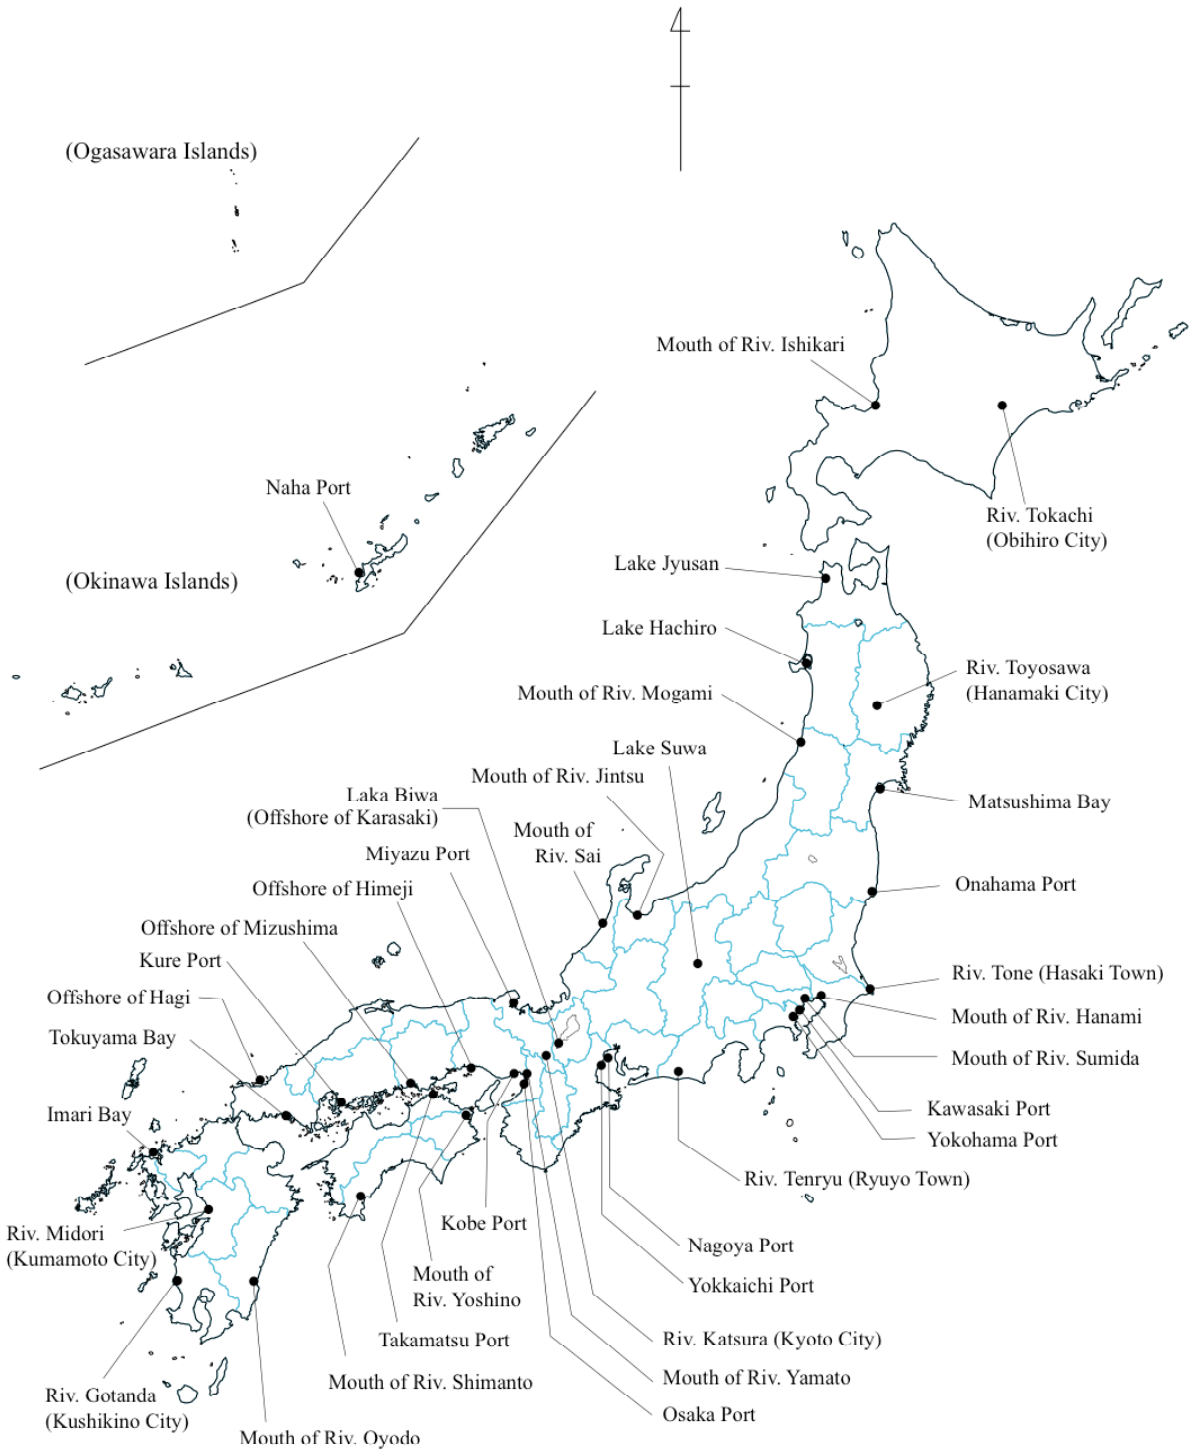 (Ogasawara Islands)
Mouth of Riv. Ishikari
Naha Port
Riv. Tokachi
(Obihiro City)
Lake Jyusan
(Okinawa Islands)
Lake Hachiro
Riv. Toyosawa
(Hanamaki City)
Mouth of Riv. Mogami
Lake Suwa
Mouth of Riv. Jintsu
Laka Biwa
(Offshore of Karasaki)
Matsushima Bay
Mouth of
Riv. Sai
Miyazu Port
Offshore of Himeji
Onahama Port
Offshore of Mizushima
Kure Port
Riv. Tone (Hasaki Town)
Offshore of Hagi
Mouth of Riv. Hanami
Tokuyama Bay
Mouth of Riv. Sumida
Imari Bay
Kawasaki Port
Yokohama Port
Riv. Tenryu (Ryuyo Town)
Kobe Port
Riv. Midori
(Kumamoto City)
Nagoya Port
Mouth of
Riv. Yoshino
Yokkaichi Port
Takamatsu Port
Riv. Katsura (Kyoto City)
Mouth of Riv. Shimanto
Mouth of Riv. Yamato
Riv. Gotanda
(Kushikino City)
Osaka Port
Mouth of Riv. Oyodo